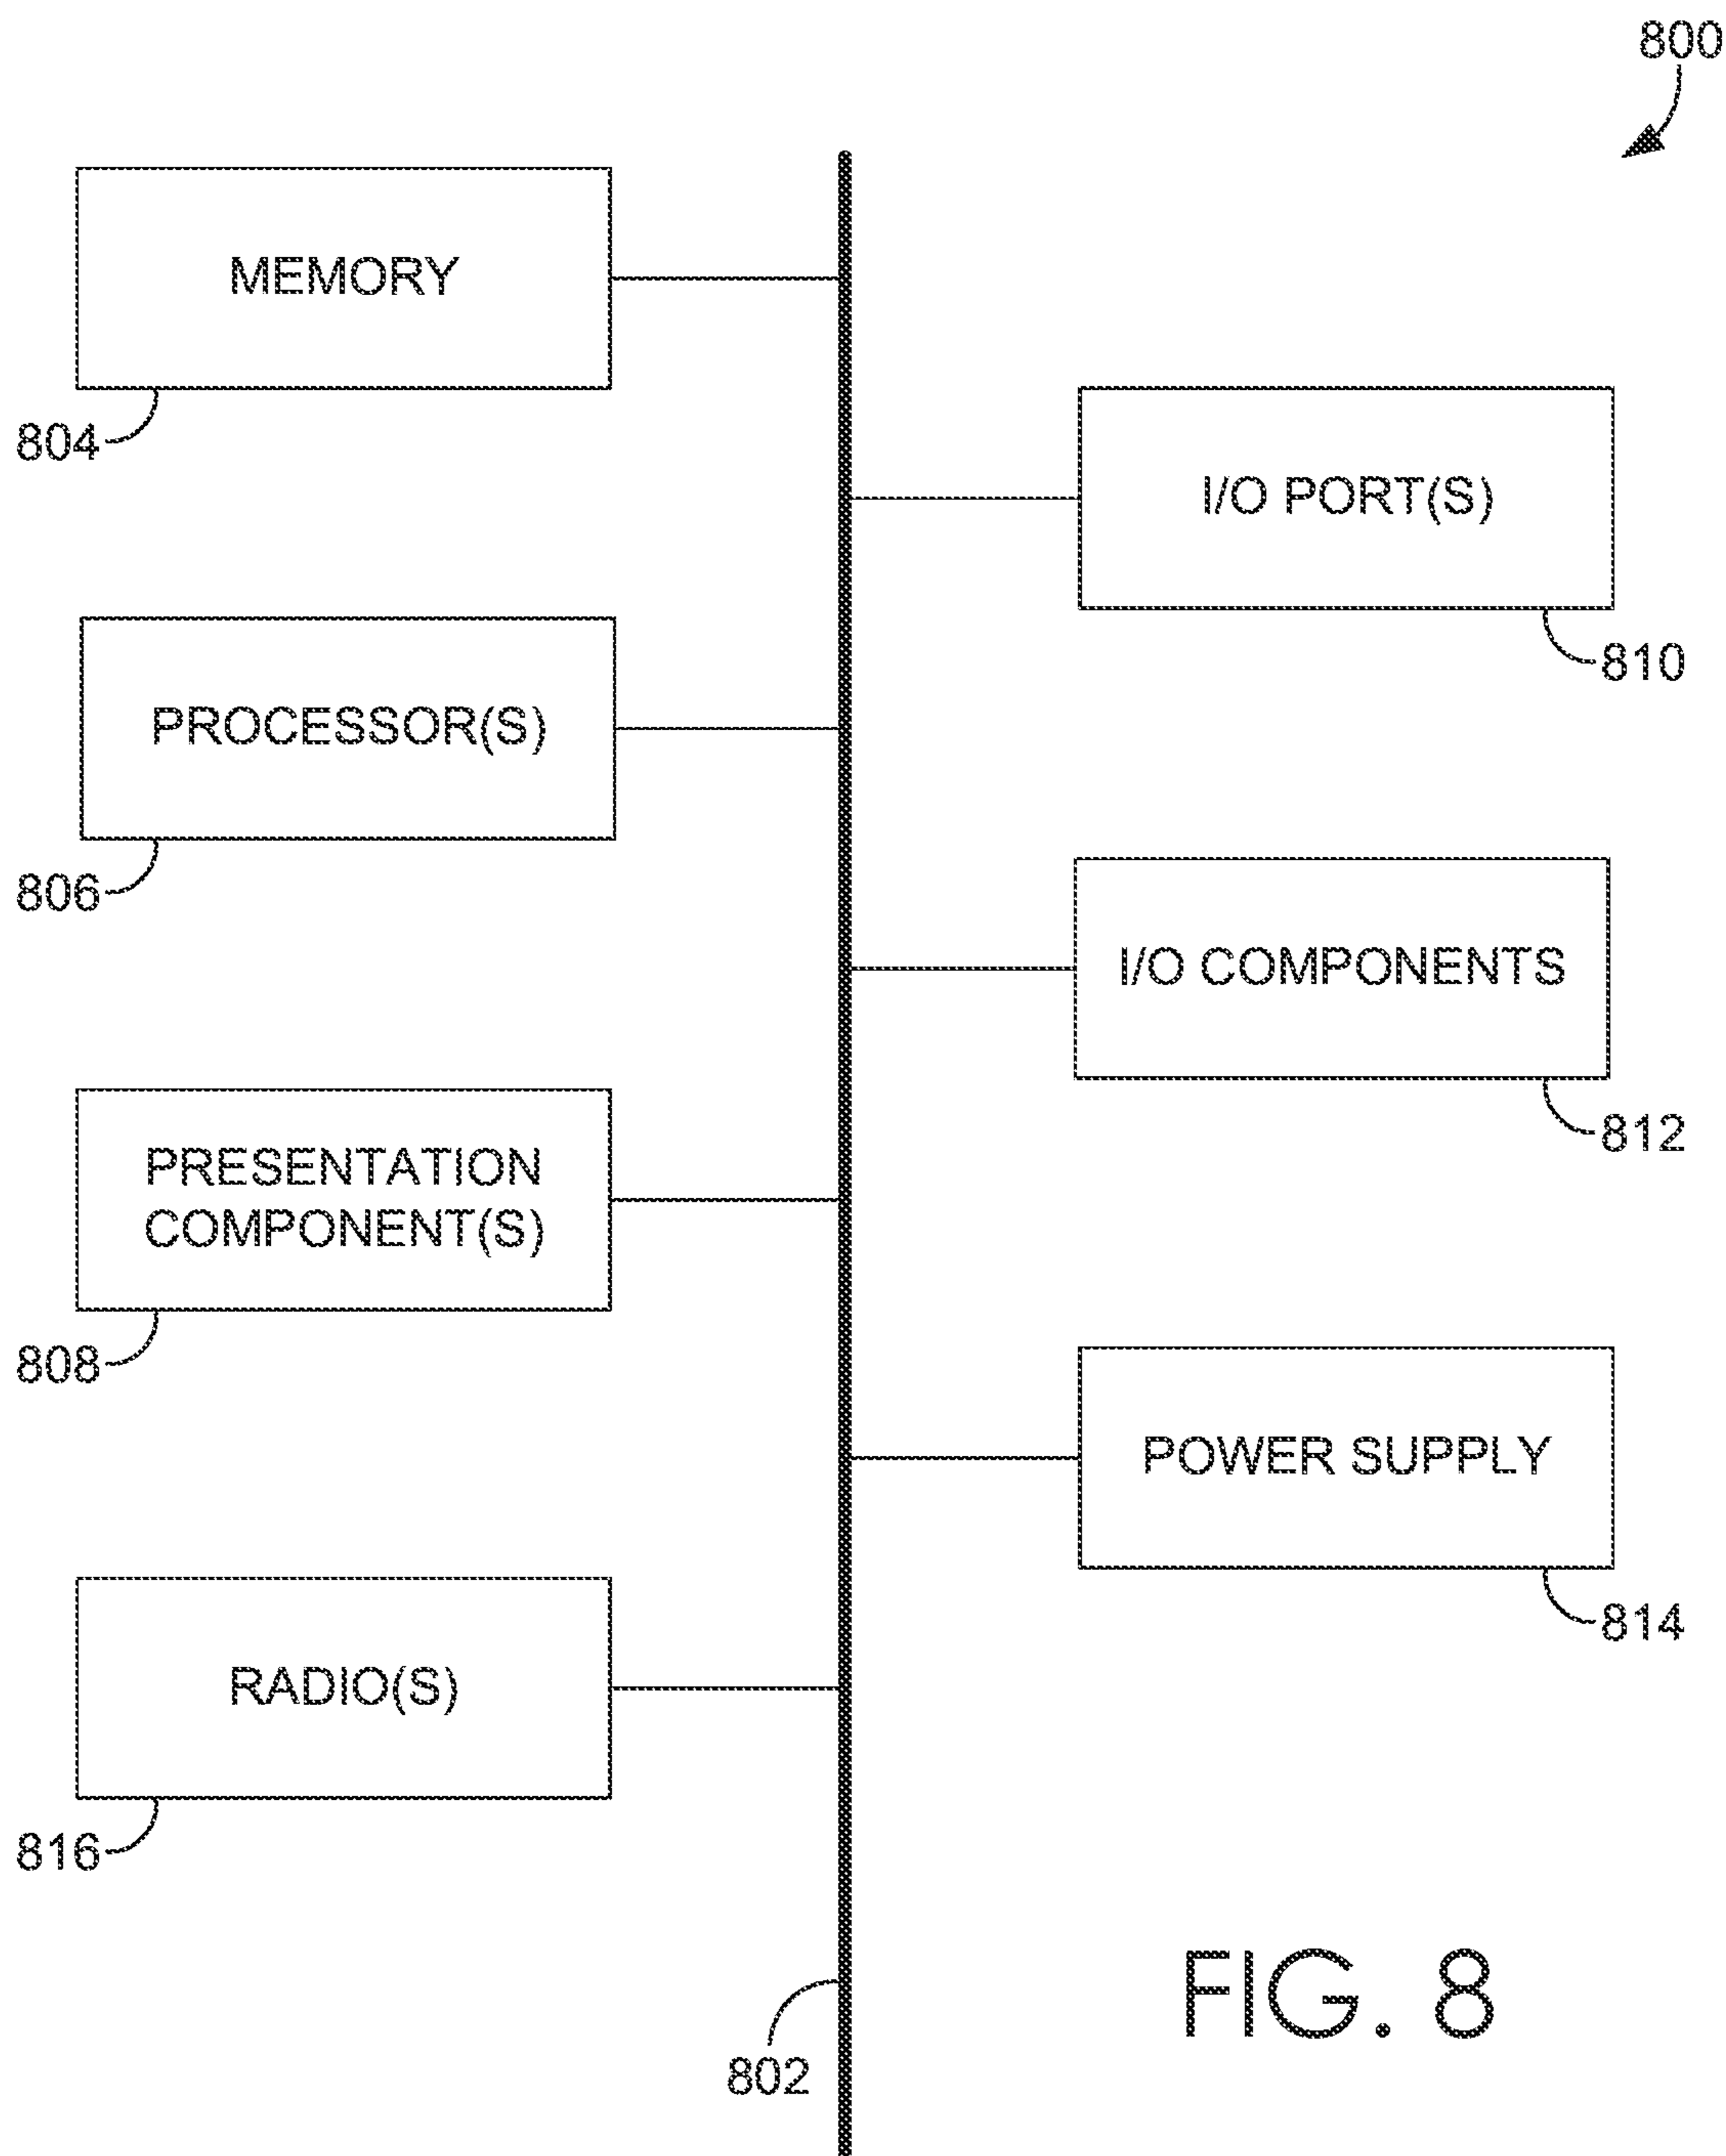 800
MEMORY
804
I/O PORT(S)
810
PROCESSOR(S)
806
I/O COMPONENTS
812
PRESENTATION
COMPONENT(S)
808
POWER SUPPLY
814
RADIO(S)
816
802
FIG. 8